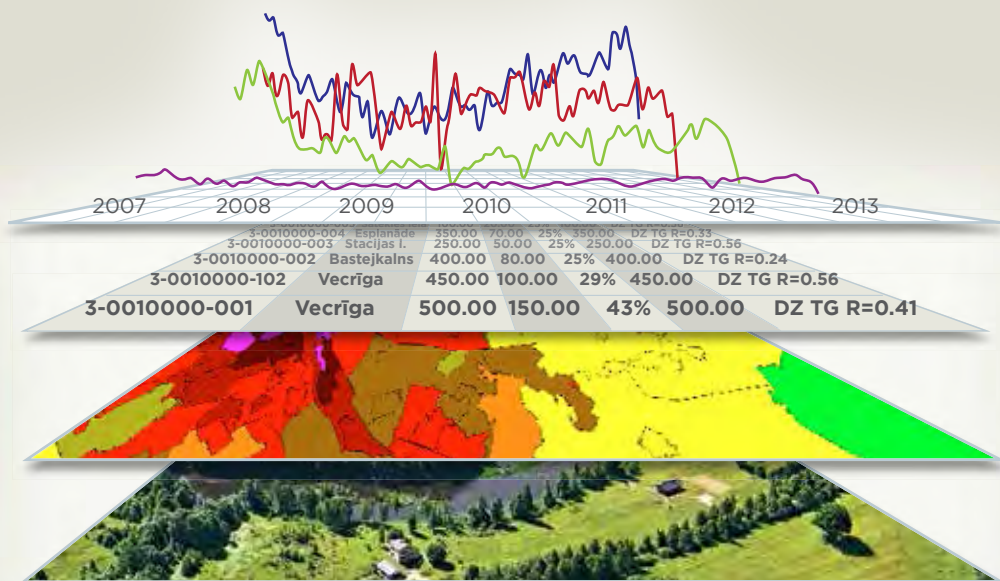 2007 2008 2009 2010 2011 2012 2013
3-0010000-004 Esplanāde 350.00 70.00 25% 350.00 DZ TG R=0.33
3-0010000-003 Stacijas l. 250.00 50.00 25% 250.00 DZ TG R=0.56
3-0010000-002 Bastejkalns 400.00 80.00 25% 400.00 DZ TG R=0.24
3-0010000-102 Vecrīga 450.00 100.00 29% 450.00 DZ TG R=0.56
3-0010000-001 Vecrīga 500.00 150.00 43% 500.00 DZ TG R=0.41